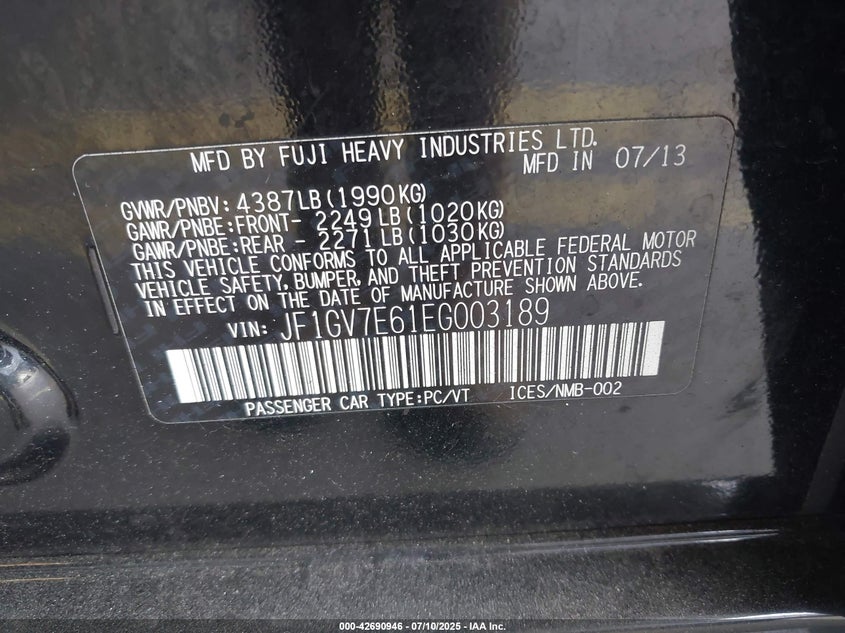 MFD BY FUJI HEAVY INDUSTRIES LTD.
MFD IN 07/13
GVWR/PNBV: 4387LB(1990KG)
GAWR/PNBE:FRONT- 2249LB(1020KG)
GAWR/PNBE:REAR - 2271LB(1030KG)
THIS VEHICLE CONFORMS TO ALL APPLICABLE FEDERAL MOTOR
VEHICLE SAFETY, BUMPER, AND THEFT PREVENTION STANDARDS
IN EFFECT ON THE DATE OF MANUFACTURE SHOWN ABOVE.
VIN: JF1GV7E61EG003189
PASSENGER CAR TYPE:PC/VT ICES/NMB-002
000-42690946 - 07/10/2025 - IAA Inc.